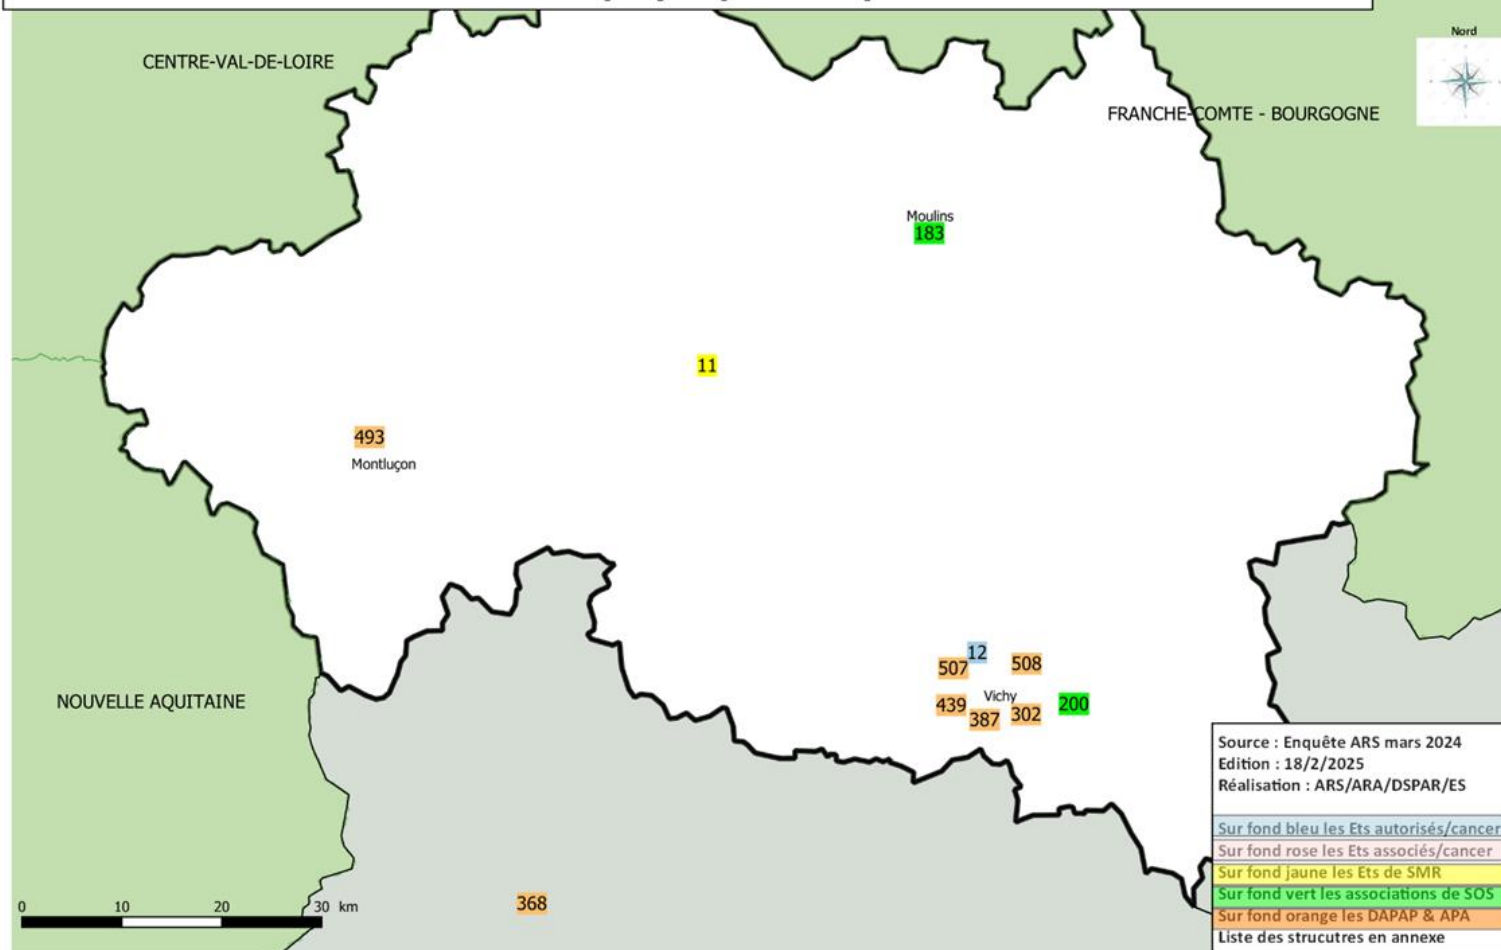 Nord
CENTRE-VAL-DE-LOIRE
FRANCHE-COMTE - BOURGOGNE
Moulins
183
11
493
Montluçon
12
507
508
NOUVELLE AQUITAINE
Vichy
439
387
302
200
Source : Enquête ARS mars 2024
Edition : 18/2/2025
Réalisation : ARS/ARA/DSPAR/ES
Sur fond bleu les Ets autorisés/cancer
Sur fond rose les Ets associés/cancer
Sur fond jaune les Ets de SMR
Sur fond vert les associations de SOS
Sur fond orange les DAPAP & APA
Liste des strucutres en annexe
368
0 10 20 30 km